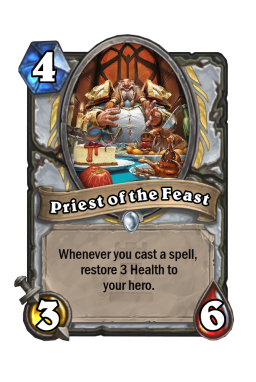 4
Priest of the Feast
Whenever you cast a spell,
restore 3 Health to
your hero.
3
6